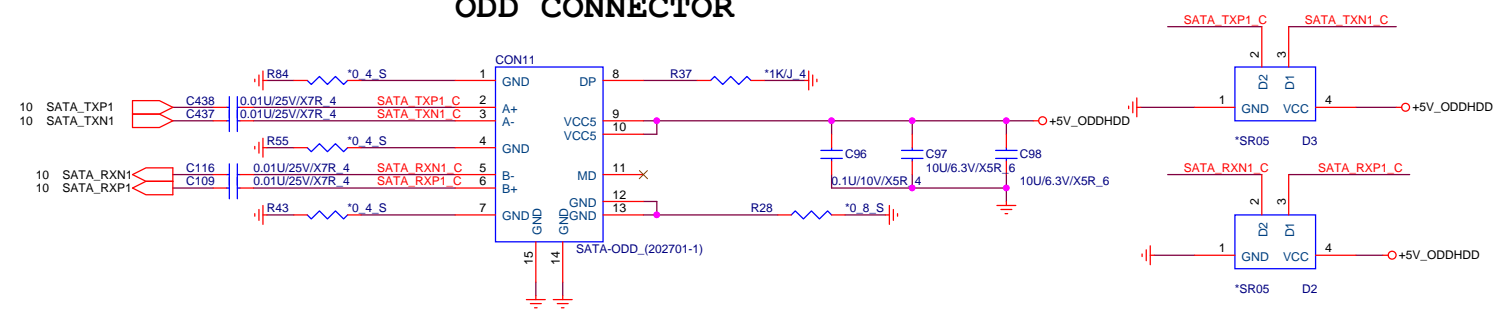 ODD CONNECTOR
SATA_TXP1_C SATA_TXN1_C
2 3
D2 D1
1 GND VCC 4 +5V_ODDHDD
*SR05 D3
CON11
R84 *0_4_S 1 GND DP 8 R37 *1K/J_4
10 SATA_TXP1 C438 0.01U/25V/X7R_4 SATA_TXP1_C 2 A+
10 SATA_TXN1 C437 0.01U/25V/X7R_4 SATA_TXN1_C 3 A-
VCC5 9 +5V_ODDHDD
VCC5 10
R55 *0_4_S 4 GND
C96 C97 C98
0.1U/10V/X5R_4 10U/6.3V/X5R_6 10U/6.3V/X5R_6
10 SATA_RXN1 C116 0.01U/25V/X7R_4 SATA_RXN1_C 5 B- MD 11
10 SATA_RXP1 C109 0.01U/25V/X7R_4 SATA_RXP1_C 6 B+
GND 12
R43 *0_4_S 7 GND GND 13 R28 *0_8_S
GND GND
15 14
SATA-ODD_(202701-1)
SATA_RXN1_C SATA_RXP1_C
2 3
D2 D1
1 GND VCC 4 +5V_ODDHDD
*SR05 D2